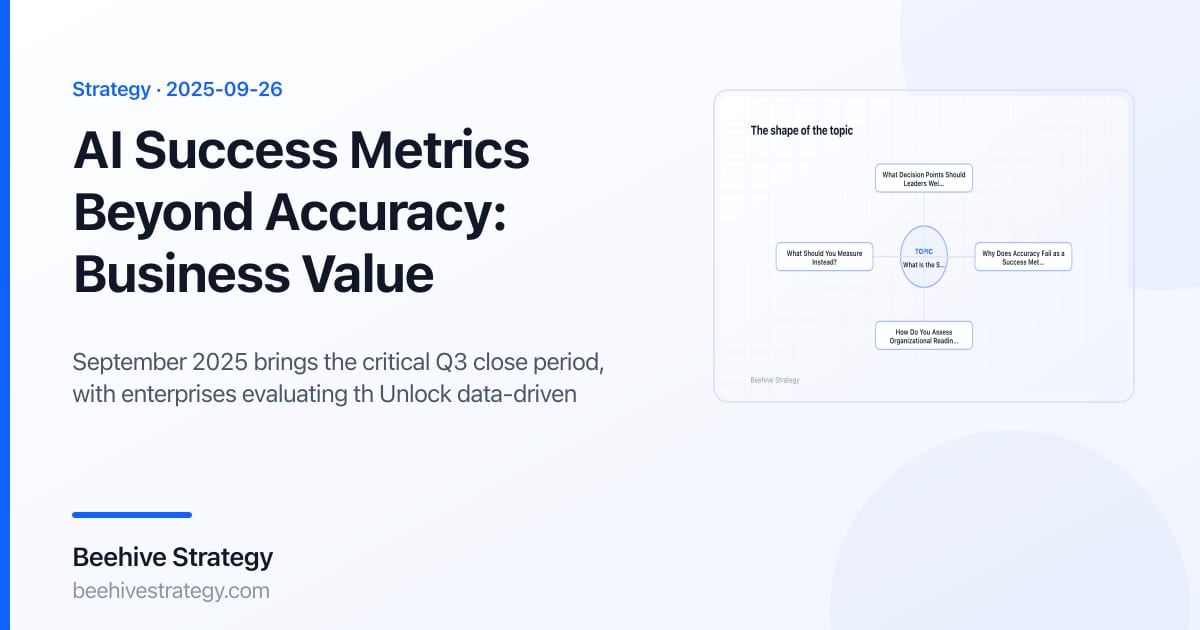 Strategy · 2025-09-26
AI Success Metrics
Beyond Accuracy:
Business Value
September 2025 brings the critical Q3 close period,
with enterprises evaluating th Unlock data-driven
Beehive Strategy
beehivestrategy.com
The shape of the topic
What Decision Points Should
Leaders Wei...
What Should You Measure
Instead?
TOPIC
What Is the S...
Why Does Accuracy Fail as a
Success Met...
How Do You Assess
Organizational Readin...
Beehive Strategy